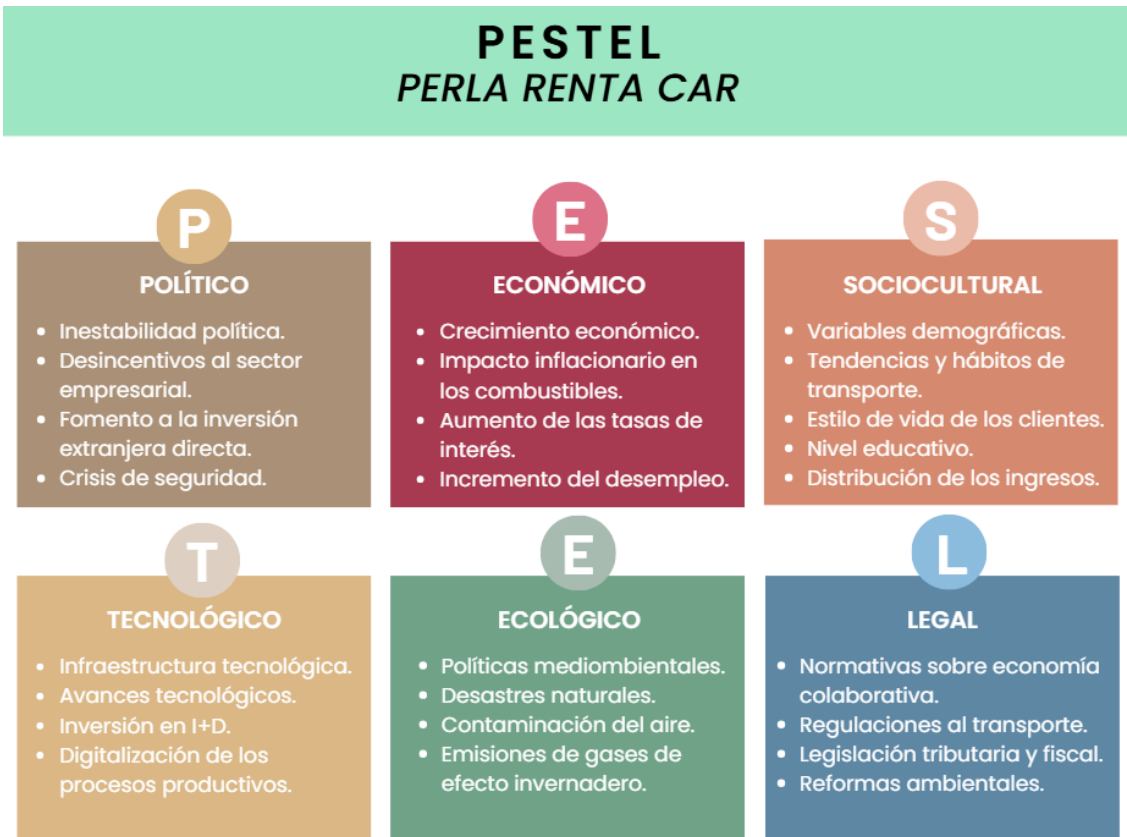 PESTEL
PERLA RENTA CAR
P
POLÍTICO
• Inestabilidad política.
• Desincentivos al sector
empresarial.
• Fomento a la inversión
extranjera directa.
• Crisis de seguridad.
E
ECONÓMICO
• Crecimiento económico.
• Impacto inflacionario en
los combustibles.
• Aumento de las tasas de
interés.
• Incremento del desempleo.
S
SOCIOCULTURAL
• Variables demográficas.
• Tendencias y hábitos de
transporte.
• Estilo de vida de los clientes.
• Nivel educativo.
• Distribución de los ingresos.
T
TECNOLÓGICO
• Infraestructura tecnológica.
• Avances tecnológicos.
• Inversión en I+D.
• Digitalización de los
procesos productivos.
E
ECOLÓGICO
• Políticas mediombientales.
• Desastres naturales.
• Contaminación del aire.
• Emisiones de gases de
efecto invernadero.
L
LEGAL
• Normativas sobre economía
colaborativa.
• Regulaciones al transporte.
• Legislación tributaria y fiscal.
• Reformas ambientales.